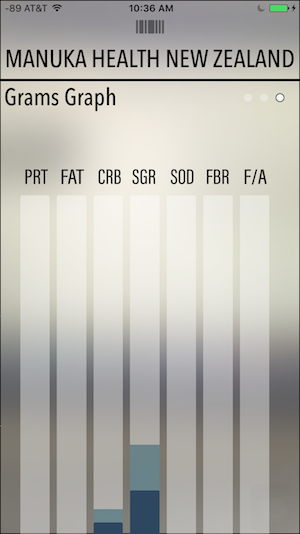 -89 AT&T 10:36 AM
MANUKA HEALTH NEW ZEALAND
Grams Graph
PRT FAT CRB SGR SOD FBR F/A